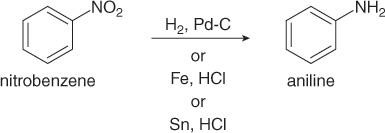 NO₂
nitrobenzene
H₂, Pd-C
or
Fe, HCl
or
Sn, HCl
NH₂
aniline